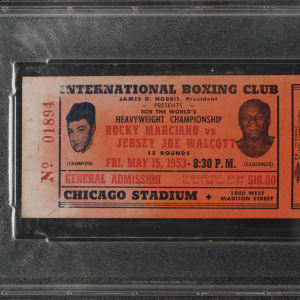 INTERNATIONAL BOXING CLUB
JAMES D. NORRIS, President
PRESENTS
FOR THE WORLD'S
HEAVYWEIGHT CHAMPIONSHIP
ROCKY MARCIANO vs
JERSEY JOE WALCOTT
15 ROUNDS
(CHAMPION)
(CHALLENGER)
FRI. MAY 15, 1953 - 8:30 P. M.
GENERAL ADMISSION
ESTABLISHED PRICE
$10.00
CHICAGO STADIUM • 1800 WEST
MADISON STREET
No 01894